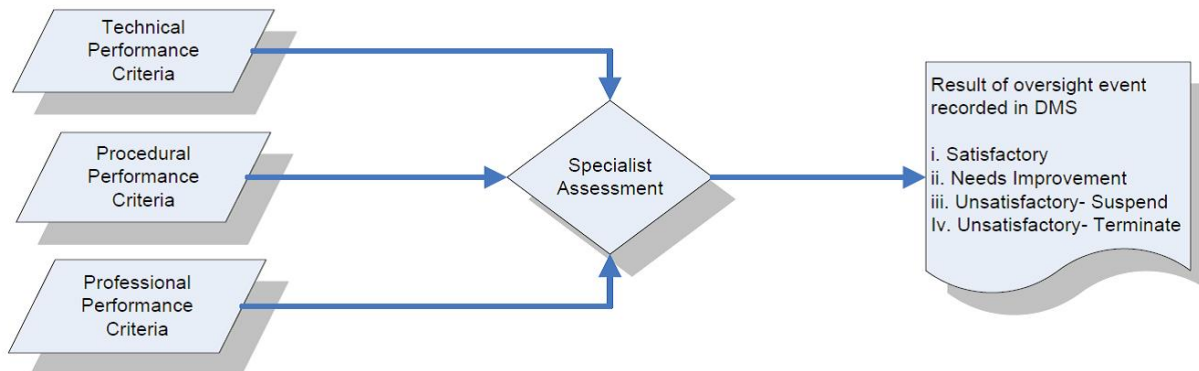 Technical
Performance
Criteria
Procedural
Performance
Criteria
Professional
Performance
Criteria
Specialist
Assessment
Result of oversight event
recorded in DMS
i. Satisfactory
ii. Needs Improvement
iii. Unsatisfactory- Suspend
Iv. Unsatisfactory- Terminate